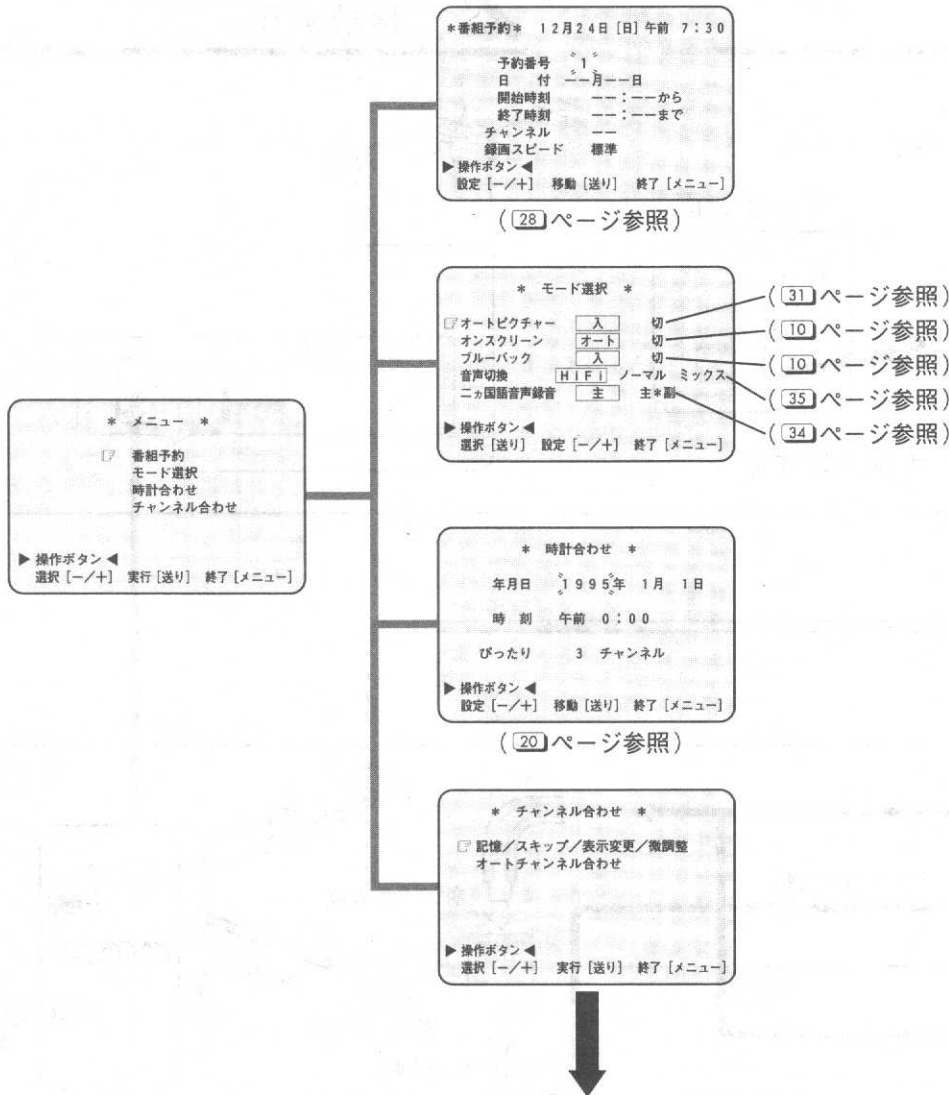 * メニュー *
☞ 番組予約
モード選択
時計合わせ
チャンネル合わせ
▶ 操作ボタン ◀
選択 [−/+] 実行 [送り] 終了 [メニュー]
*番組予約* 12月24日 [日] 午前 7:30
予約番号 1
日 付 −−月−−日
開始時刻 −−:−−から
終了時刻 −−:−−まで
チャンネル −−
録画スピード 標準
▶ 操作ボタン ◀
設定 [−/+] 移動 [送り] 終了 [メニュー]
(28ページ参照)
* モード選択 *
☞ オートピクチャー 入 切 (31ページ参照)
オンスクリーン オート 切 (10ページ参照)
ブルーバック 入 切 (10ページ参照)
音声切換 HiFi ノーマル ミックス (35ページ参照)
二ヵ国語音声録音 主 主*副 (34ページ参照)
▶ 操作ボタン ◀
選択 [送り] 設定 [−/+] 終了 [メニュー]
* 時計合わせ *
年月日 1995年 1月 1日
時 刻 午前 0:00
ぴったり 3 チャンネル
▶ 操作ボタン ◀
設定 [−/+] 移動 [送り] 終了 [メニュー]
(20ページ参照)
* チャンネル合わせ *
☞ 記憶/スキップ/表示変更/微調整
オートチャンネル合わせ
▶ 操作ボタン ◀
選択 [−/+] 実行 [送り] 終了 [メニュー]